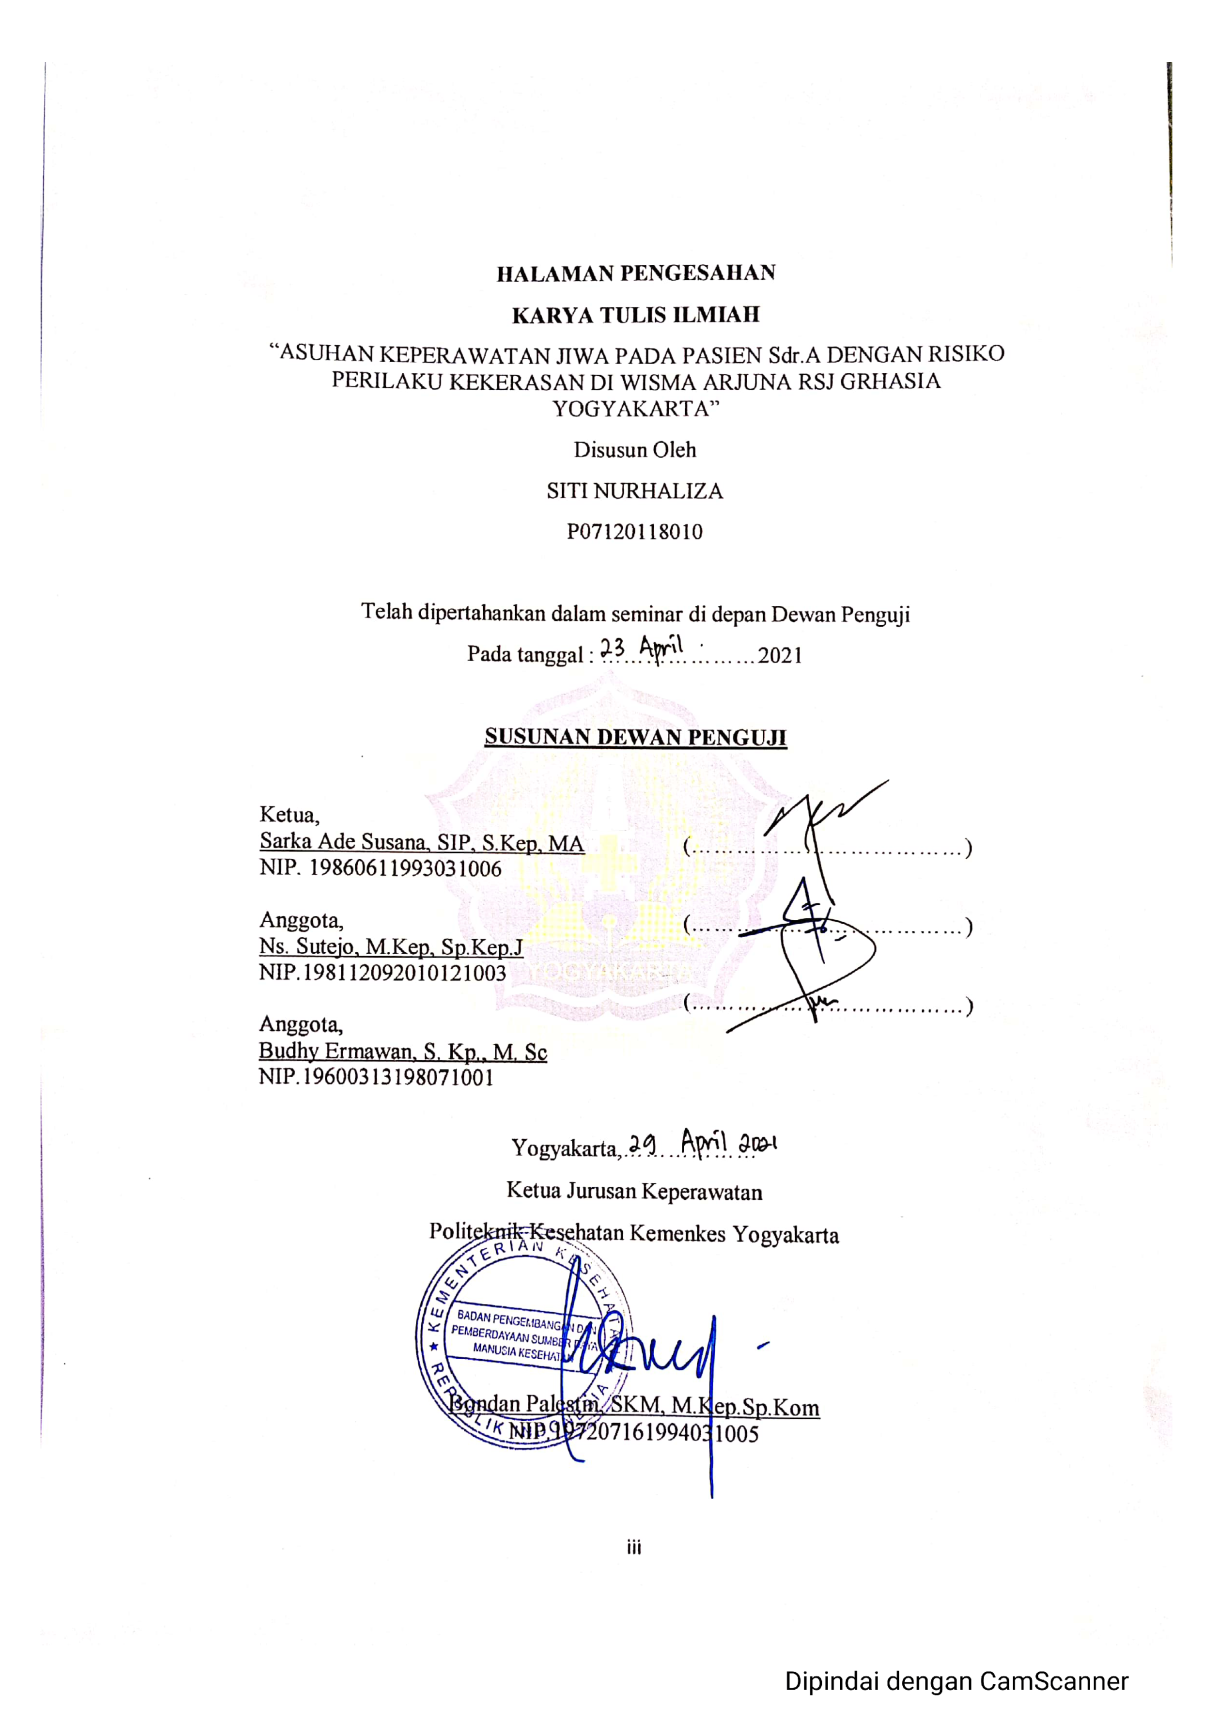 HALAMAN PENGESAHAN
KARYA TULIS ILMIAH
“ASUHAN KEPERAWATAN JIWA PADA PASIEN Sdr.A DENGAN RISIKO
PERILAKU KEKERASAN DI WISMA ARJUNA RSJ GRHASIA
YOGYAKARTA”
Disusun Oleh
SITI NURHALIZA
P07120118010
Telah dipertahankan dalam seminar di depan Dewan Penguji
Pada tanggal : 23 April ............2021
SUSUNAN DEWAN PENGUJI
Ketua,
Sarka Ade Susana, SIP, S.Kep, MA (....................................)
NIP. 19860611993031006
Anggota, (....................................)
Ns. Sutejo, M.Kep, Sp.Kep.J
NIP.198112092010121003
YOGYAKARTA
(....................................)
Anggota,
Budhy Ermawan, S. Kp., M. Sc
NIP.19600313198071001
Yogyakarta, 29 April 2021
Ketua Jurusan Keperawatan
Politeknik Kesehatan Kemenkes Yogyakarta
★ KEMENTERIAN KESEHATAN
BADAN PENGEMBANGAN DAN
PEMBERDAYAAN SUMBER DAYA
MANUSIA KESEHATAN
REPUBLIK INDONESIA
Bondan Palestin, SKM, M.Kep.Sp.Kom
NIP.197207161994031005
iii
Dipindai dengan CamScanner